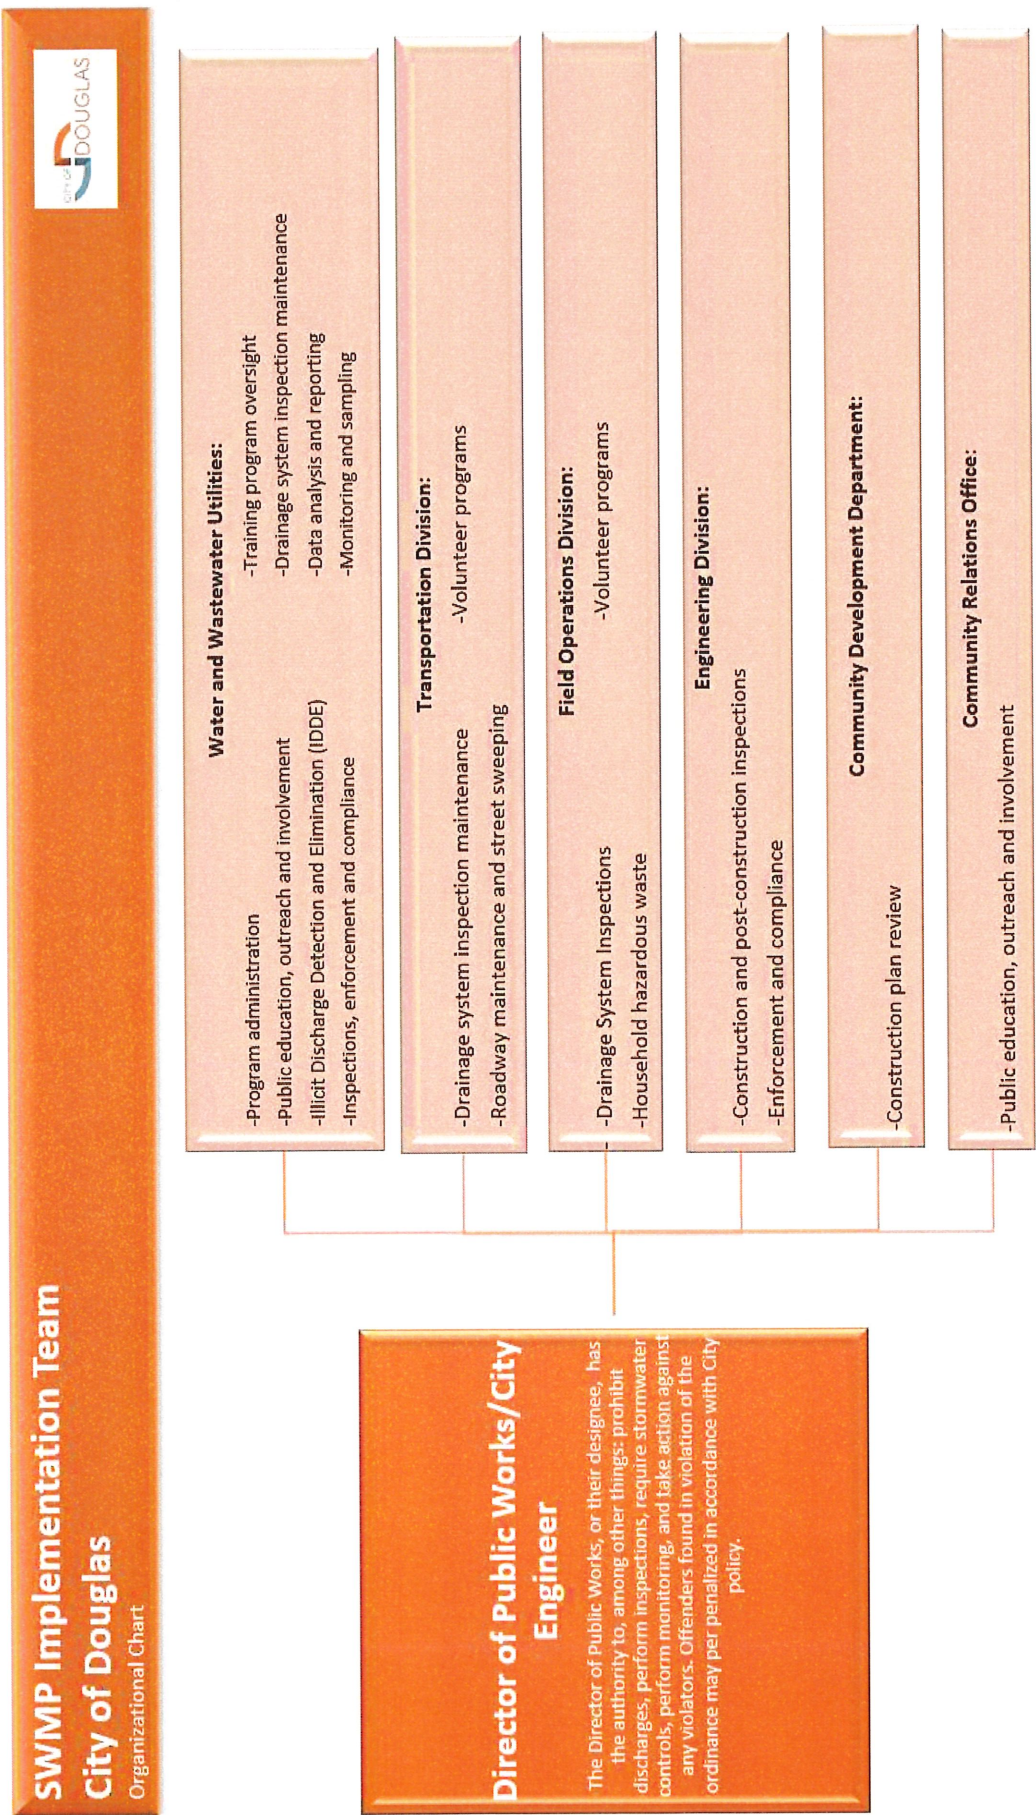 SWMP Implementation Team
City of Douglas
Organizational Chart
CITY OF
DOUGLAS
Director of Public Works/City
Engineer
The Director of Public Works, or their designee, has
the authority to, among other things: prohibit
discharges, perform inspections, require stormwater
controls, perform monitoring, and take action against
any violators. Offenders found in violation of the
ordinance may per penalized in accordance with City
policy.
Water and Wastewater Utilities:
-Program administration
-Public education, outreach and involvement
-Illicit Discharge Detection and Elimination (IDDE)
-Inspections, enforcement and compliance
-Training program oversight
-Drainage system inspection maintenance
-Data analysis and reporting
-Monitoring and sampling
Transportation Division:
-Drainage system inspection maintenance
-Roadway maintenance and street sweeping
-Volunteer programs
Field Operations Division:
- -Drainage System Inspections
-Household hazardous waste
-Volunteer programs
Engineering Division:
-Construction and post-construction inspections
-Enforcement and compliance
Community Development Department:
-Construction plan review
Community Relations Office:
-Public education, outreach and involvement